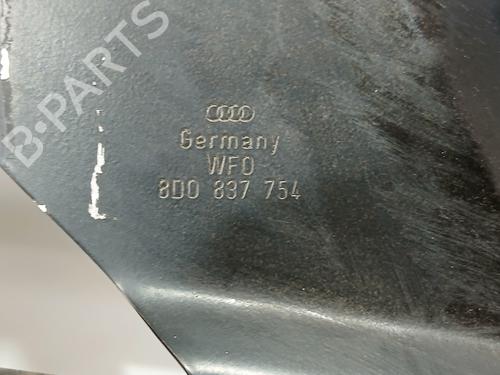 B-PARTS
Germany
WFO
8D0 837 754